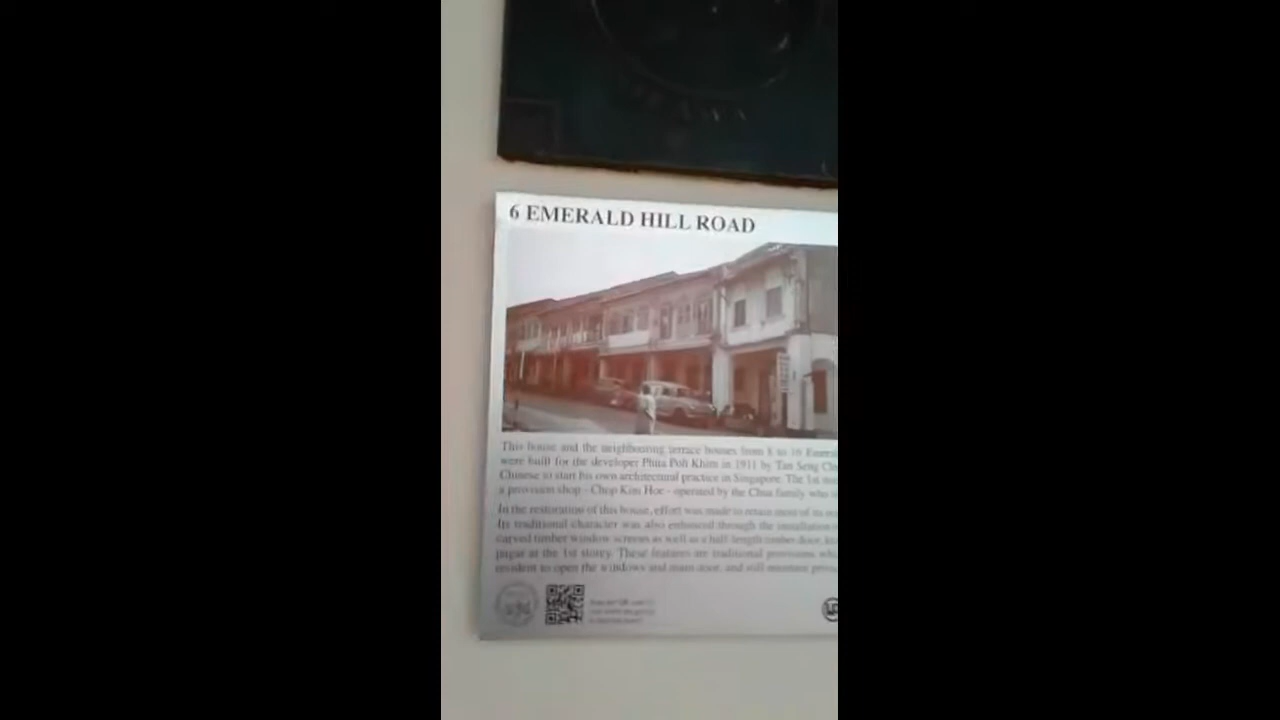 6 EMERALD HILL ROAD
This house and the neighbouring terrace houses from 8 to 16
were built for the developer Phua Poh Khim in 1911 by Tan Seng
Chinese to start his own architectural practice in Singapore. The 1st
a provision shop - Chop Kim Hoe - operated by the Chua family who
In the restoration of this house, effort was made to retain most of its
Its traditional character was also enhanced through the installation
carved timber window screens as well as a half-length timber door,
pagar at the 1st storey. These features are traditional provisions
resident to open the windows and main door, and still maintain